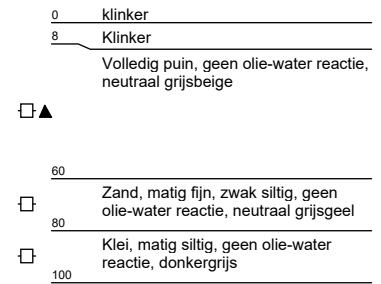 0 klinker
8 Klinker
Volledig puin, geen olie-water reactie,
neutraal grijsbeige
60
Zand, matig fijn, zwak siltig, geen
olie-water reactie, neutraal grijsgeel
80
Klei, matig siltig, geen olie-water
reactie, donkergrijs
100